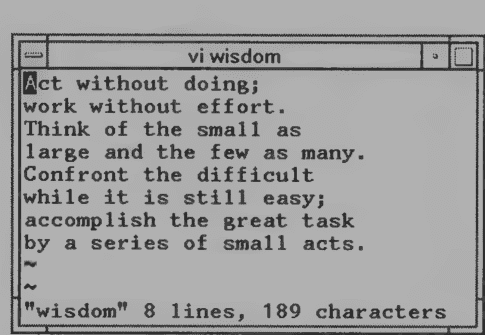 vi wisdom
Act without doing;
work without effort.
Think of the small as
large and the few as many.
Confront the difficult
while it is still easy;
accomplish the great task
by a series of small acts.
~
~
"wisdom" 8 lines, 189 characters